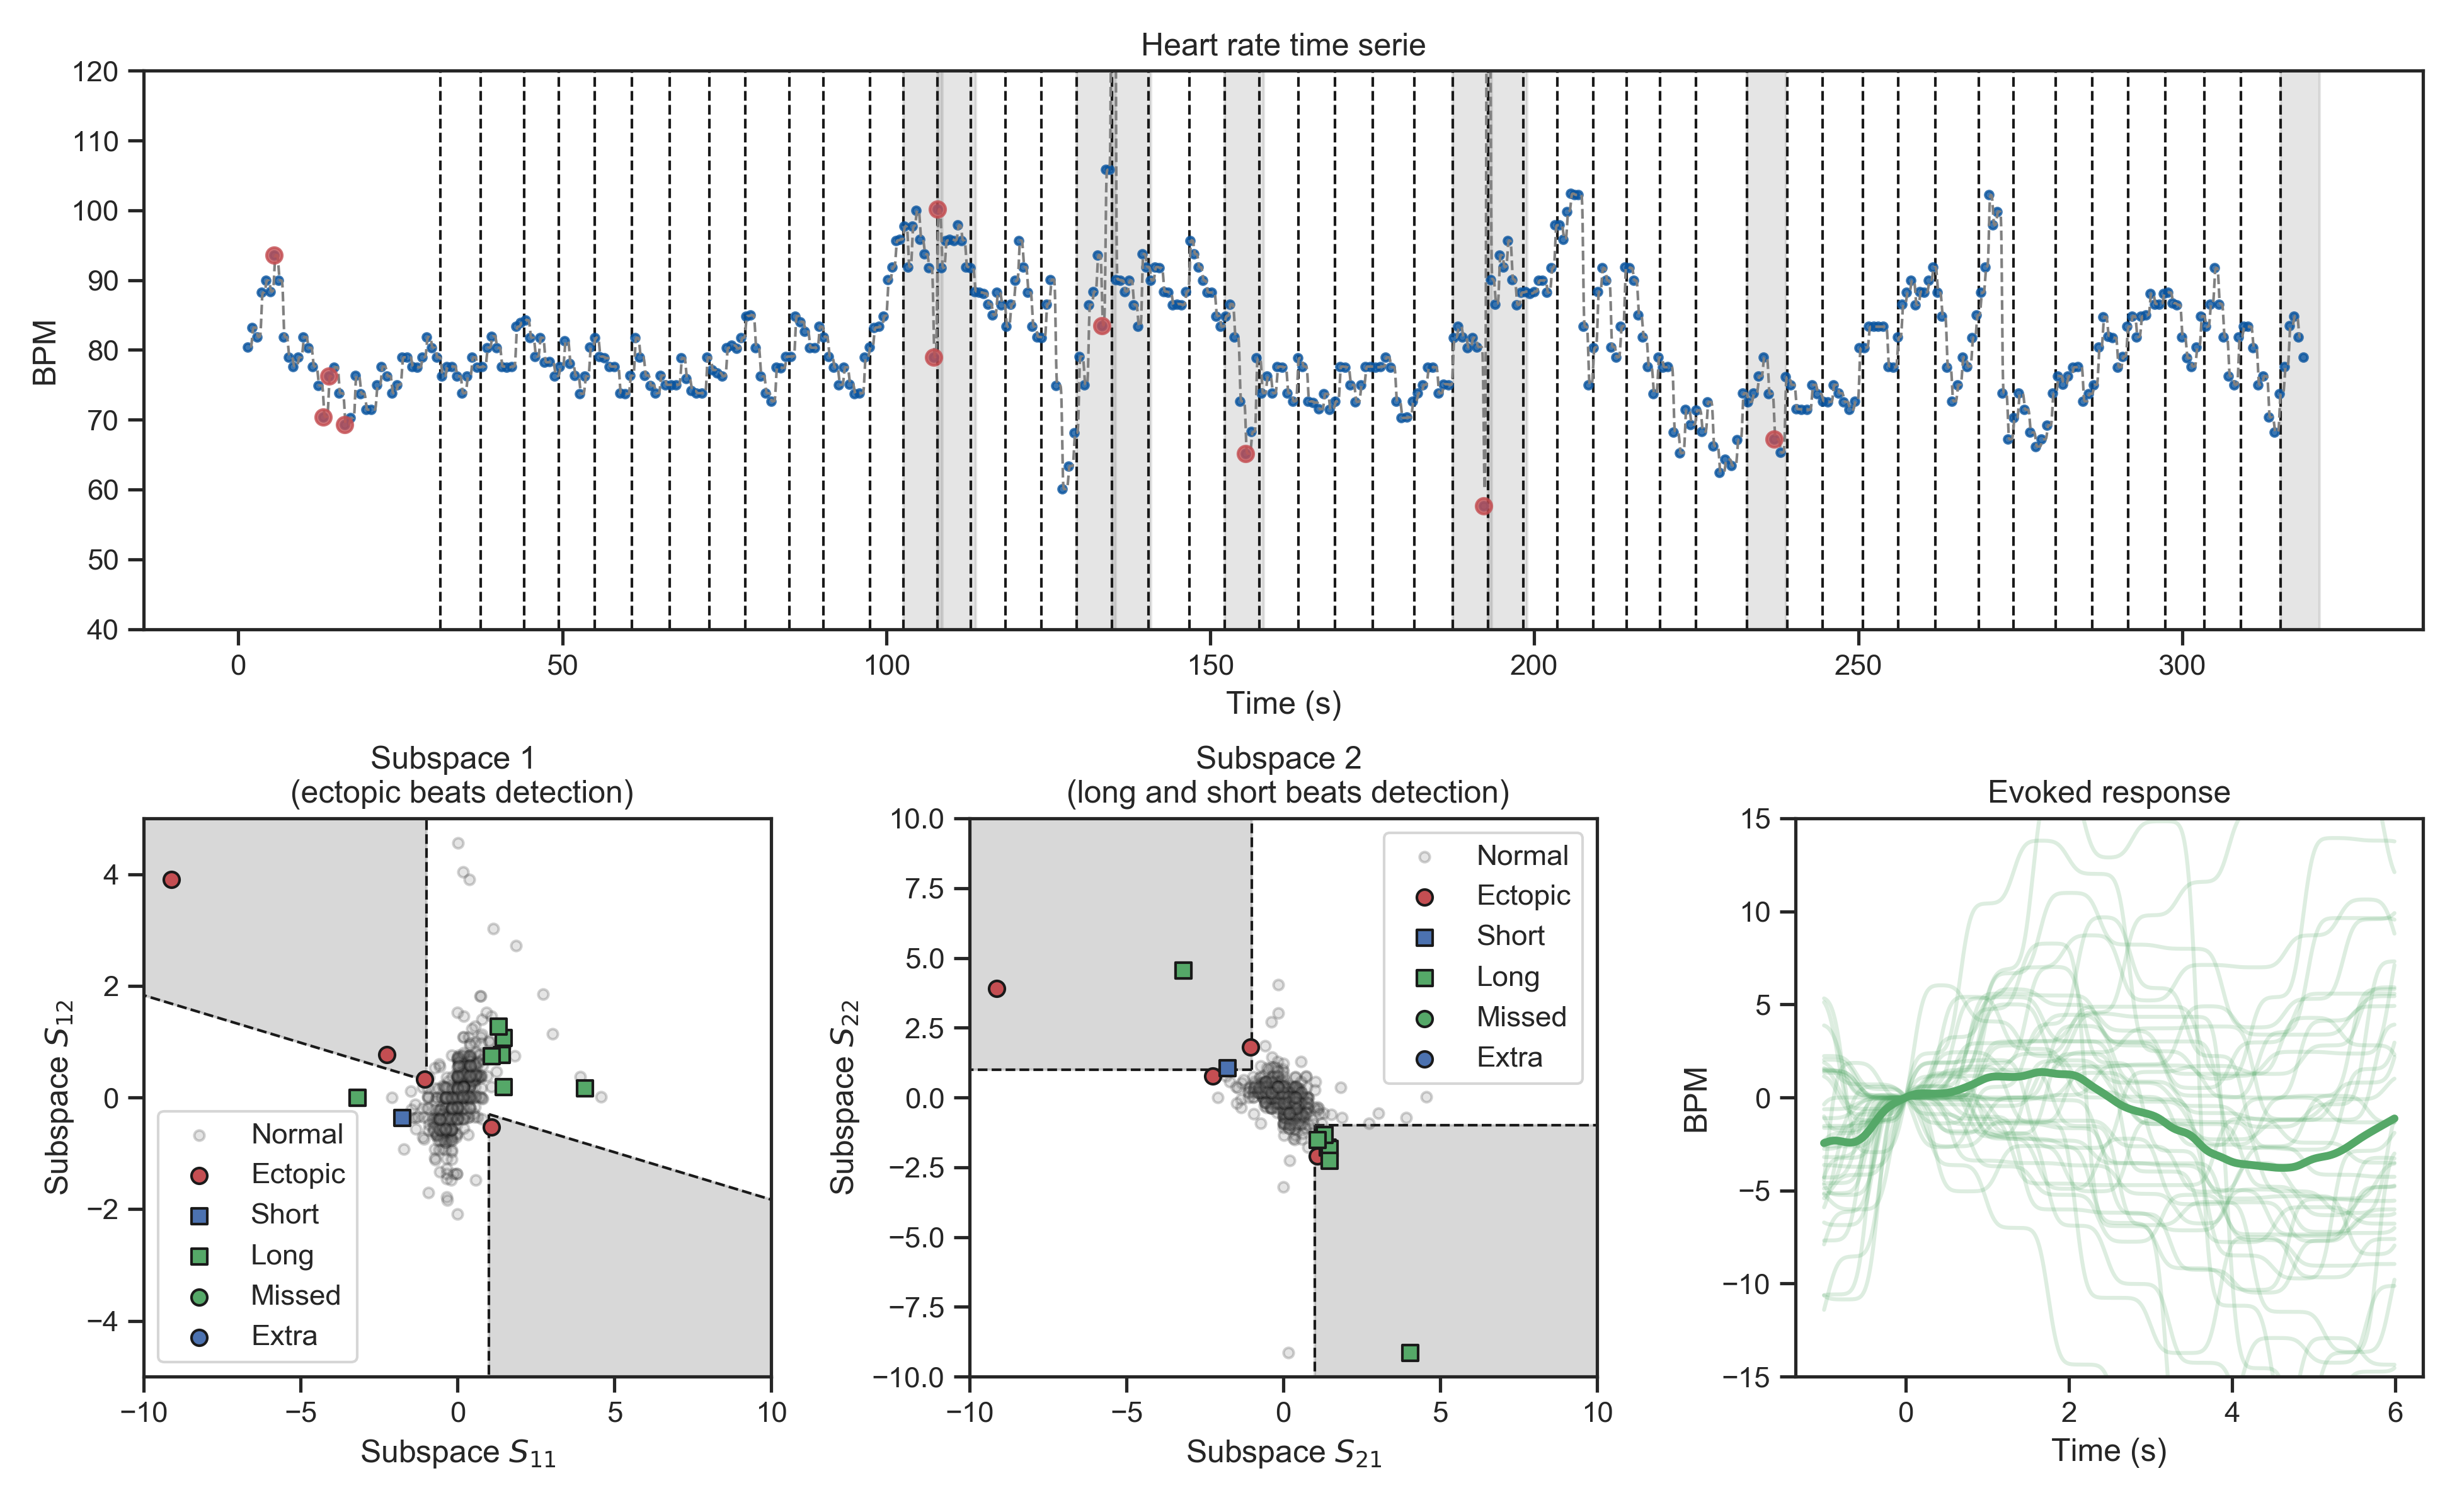 Heart rate time serie
120
110
100
90
80
70
60
50
40
BPM
0 50 100 150 200 250 300
Time (s)
Subspace 1
(ectopic beats detection)
4
2
0
−2
−4
Subspace S12
Normal
Ectopic
Short
Long
Missed
Extra
−10 −5 0 5 10
Subspace S11
Subspace 2
(long and short beats detection)
10.0
7.5
5.0
2.5
0.0
−2.5
−5.0
−7.5
−10.0
Subspace S22
Normal
Ectopic
Short
Long
Missed
Extra
−10 −5 0 5 10
Subspace S21
Evoked response
15
10
5
0
−5
−10
−15
BPM
0 2 4 6
Time (s)